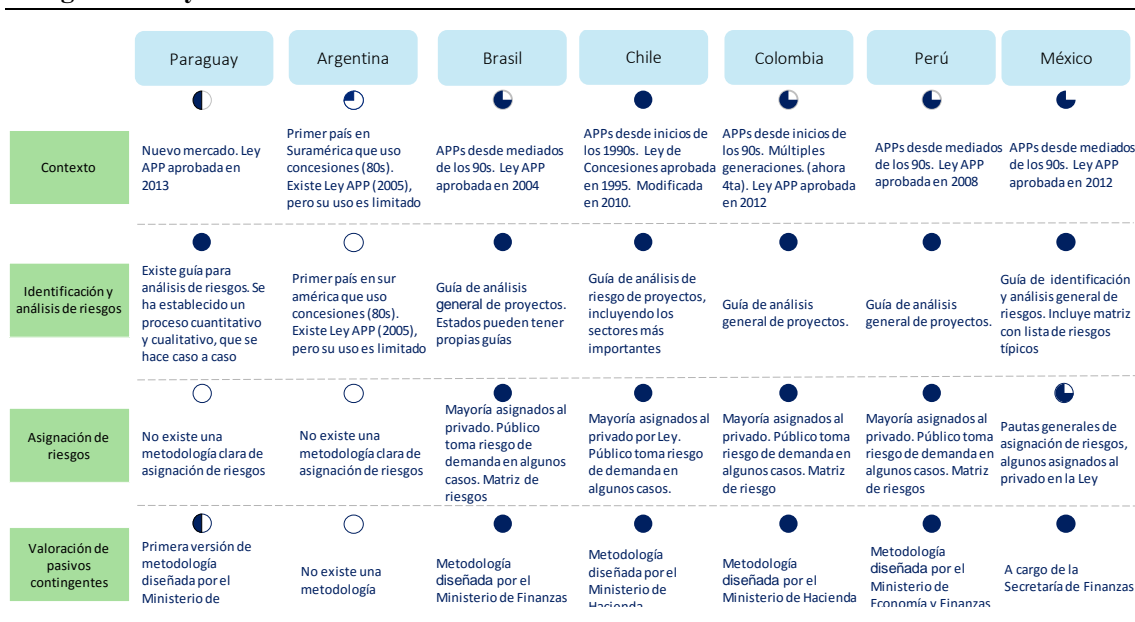 Paraguay
Argentina
Brasil
Chile
Colombia
Perú
México
Contexto
Nuevo mercado. Ley
APP aprobada en
2013
Primer país en
Suramérica que uso
concesiones (80s).
Existe Ley APP (2005),
pero su uso es limitado
APPs desde mediados
de los 90s. Ley APP
aprobada en 2004
APPs desde inicios de
los 1990s. Ley de
Concesiones aprobada
en 1995. Modificada
en 2010.
APPs desde inicios de
los 90s. Múltiples
generaciones. (ahora
4ta). Ley APP aprobada
en 2012
APPs desde mediados
de los 90s. Ley APP
aprobada en 2008
APPs desde mediados
de los 90s. Ley APP
aprobada en 2012
Identificación y
análisis de riesgos
Existe guía para
análisis de riesgos. Se
ha establecido un
proceso cuantitativo
y cualitativo, que se
hace caso a caso
Primer país en sur
américa que uso
concesiones (80s).
Existe Ley APP (2005),
pero su uso es limitado
Guía de análisis
general de proyectos.
Estados pueden tener
propias guías
Guía de análisis de
riesgo de proyectos,
incluyendo los
sectores más
importantes
Guía de análisis
general de proyectos.
Guía de análisis
general de proyectos.
Guía de identificación
y análisis general de
riesgos. Incluye matriz
con lista de riesgos
típicos
Asignación de
riesgos
No existe una
metodología clara de
asignación de riesgos
No existe una
metodología clara de
asignación de riesgos
Mayoría asignados al
privado. Público
toma riesgo de
demanda en algunos
casos. Matriz de
riesgos
Mayoría asignados al
privado por Ley.
Público toma riesgo
de demanda en
algunos casos.
Mayoría asignados al
privado. Público toma
riesgo de demanda en
algunos casos. Matriz
de riesgo
Mayoría asignados al
privado. Público toma
riesgo de demanda en
algunos casos. Matriz
de riesgos
Pautas generales de
asignación de riesgos,
algunos asignados al
privado en la Ley
Valoración de
pasivos
contingentes
Primera versión de
metodología
diseñada por el
Ministerio de
No existe una
metodología
Metodología
diseñada por el
Ministerio de Finanzas
Metodología
diseñada por el
Ministerio de
Hacienda
Metodología
diseñada por el
Ministerio de Hacienda
Metodología
diseñada por el
Ministerio de
Economía y Finanzas
A cargo de la
Secretaría de Finanzas